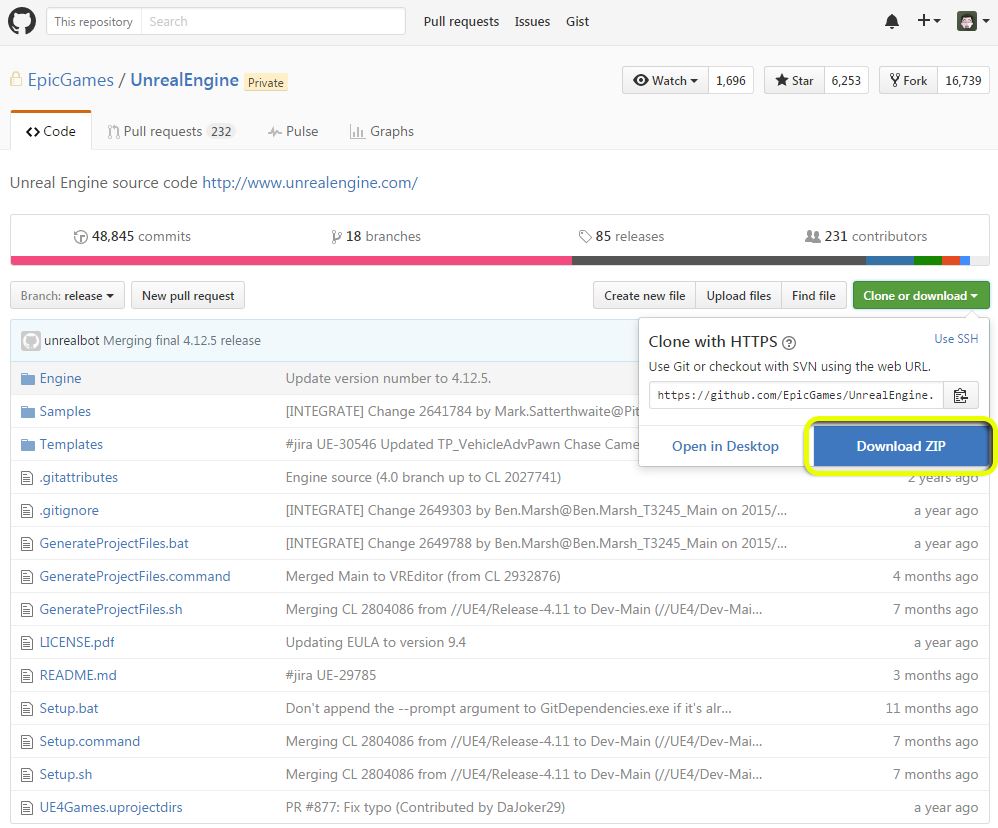 This repository Search Pull requests Issues Gist
EpicGames / UnrealEngine Private Watch 1,696 Star 6,253 Fork 16,739
Code Pull requests 232 Pulse Graphs
Unreal Engine source code http://www.unrealengine.com/
48,845 commits 18 branches 85 releases 231 contributors
Branch: release New pull request Create new file Upload files Find file Clone or download
unrealbot Merging final 4.12.5 release
Clone with HTTPS ? Use SSH
Use Git or checkout with SVN using the web URL.
https://github.com/EpicGames/UnrealEngine.
Open in Desktop Download ZIP
Engine Update version number to 4.12.5.
Samples [INTEGRATE] Change 2641784 by Mark.Satterthwaite@Pit
Templates #jira UE-30546 Updated TP_VehicleAdvPawn Chase Came
.gitattributes Engine source (4.0 branch up to CL 2027741) 2 years ago
.gitignore [INTEGRATE] Change 2649303 by Ben.Marsh@Ben.Marsh_T3245_Main on 2015/... a year ago
GenerateProjectFiles.bat [INTEGRATE] Change 2649788 by Ben.Marsh@Ben.Marsh_T3245_Main on 2015/... a year ago
GenerateProjectFiles.command Merged Main to VREditor (from CL 2932876) 4 months ago
GenerateProjectFiles.sh Merging CL 2804086 from //UE4/Release-4.11 to Dev-Main (//UE4/Dev-Mai... 7 months ago
LICENSE.pdf Updating EULA to version 9.4 a year ago
README.md #jira UE-29785 3 months ago
Setup.bat Don't append the --prompt argument to GitDependencies.exe if it's alr... 11 months ago
Setup.command Merging CL 2804086 from //UE4/Release-4.11 to Dev-Main (//UE4/Dev-Mai... 7 months ago
Setup.sh Merging CL 2804086 from //UE4/Release-4.11 to Dev-Main (//UE4/Dev-Mai... 7 months ago
UE4Games.uprojectdirs PR #877: Fix typo (Contributed by DaJoker29) a year ago